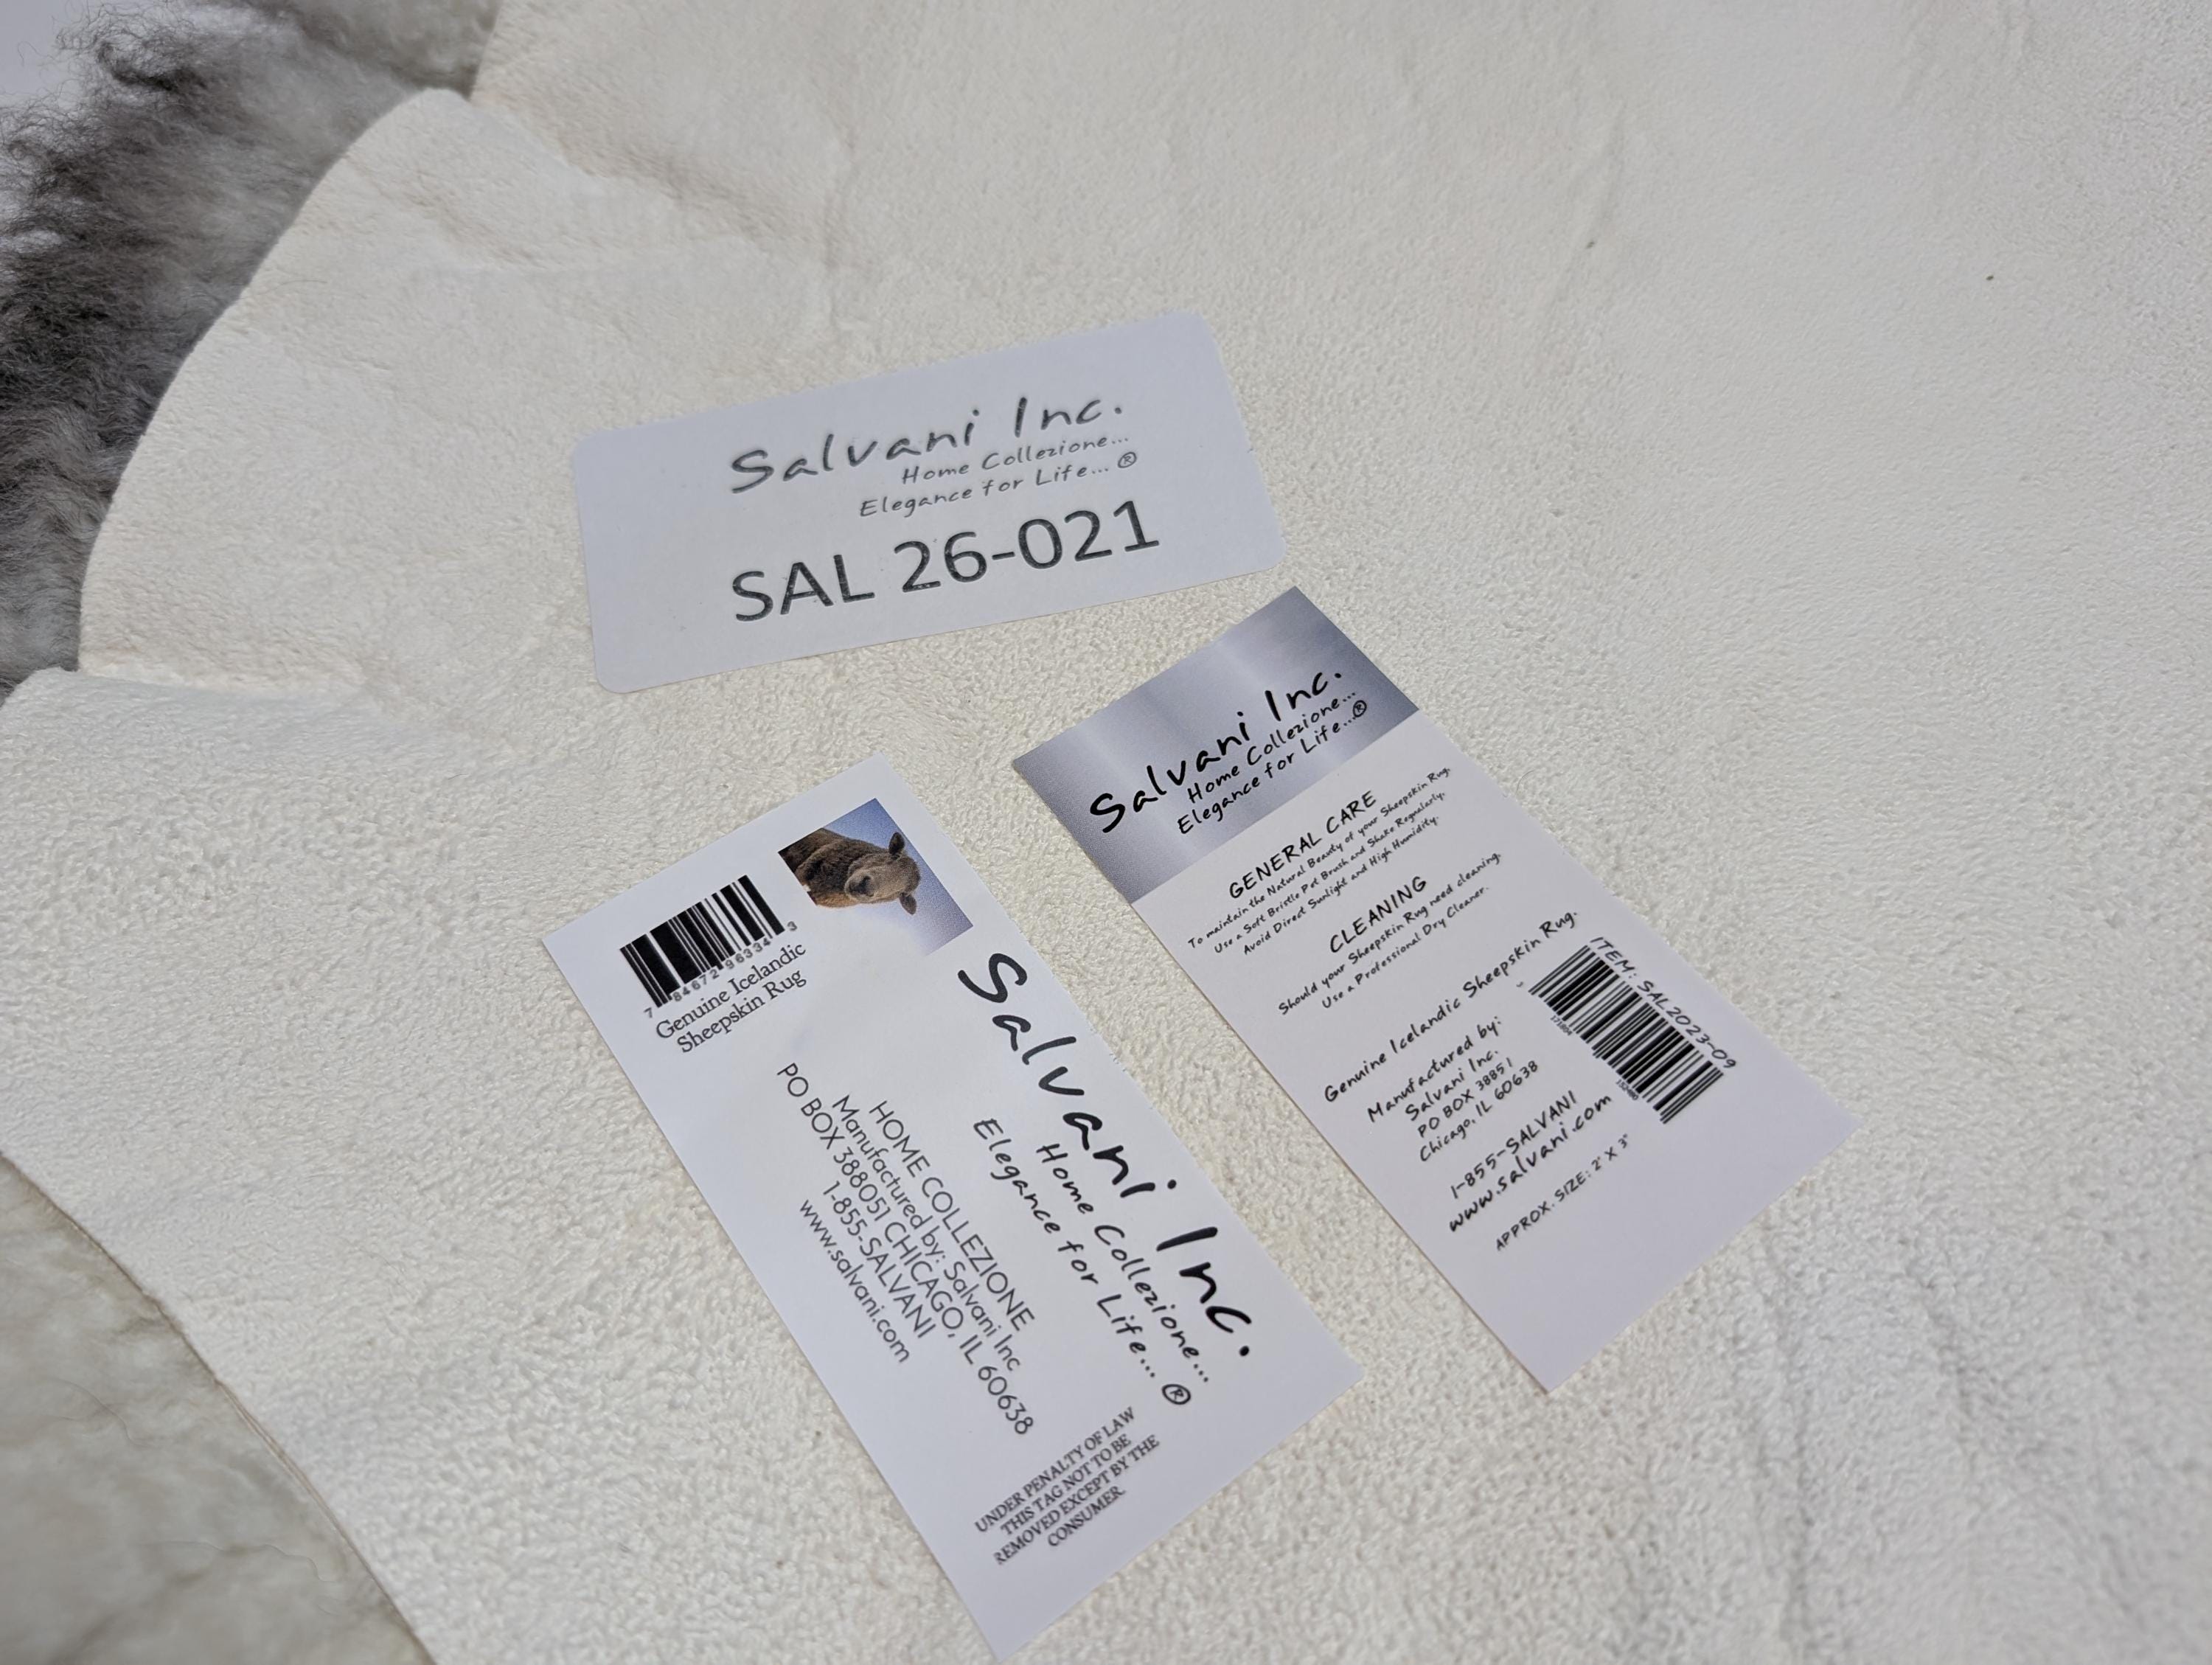 Salvani Inc.
Home Collezione...
Elegance for Life... ®
SAL 26-021
7 84672 96334 3
Genuine Icelandic
Sheepskin Rug
Salvani Inc.
Home Collezione...
Elegance for Life... ®
HOME COLLEZIONE
Manufactured by: Salvani Inc
PO BOX 388051 CHICAGO, IL 60638
1-855-SALVANI
www.salvani.com
UNDER PENALTY OF LAW
THIS TAG NOT TO BE
REMOVED EXCEPT BY THE
CONSUMER.
Salvani Inc.
Home Collezione...
Elegance for Life...®
GENERAL CARE
To maintain the Natural Beauty of your Sheepskin Rug.
Use a Soft Bristle Pet Brush and Shake Regularly.
Avoid Direct Sunlight and High Humidity.
CLEANING
Should your Sheepskin Rug need cleaning,
Use a Professional Dry Cleaner.
Genuine Icelandic Sheepskin Rug.
Manufactured by:
Salvani Inc.
PO BOX 38851
Chicago, IL 60638
1-855-SALVANI
www.salvani.com
APPROX. SIZE: 2' X 3'
ITEM: SAL2023-09